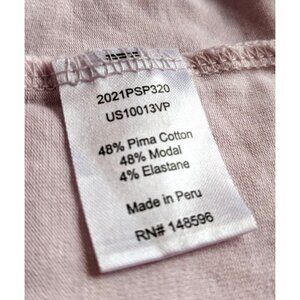 2021PSP320
US10013VP
48% Pima Cotton
48% Modal
4% Elastane
Made in Peru
RN# 148596